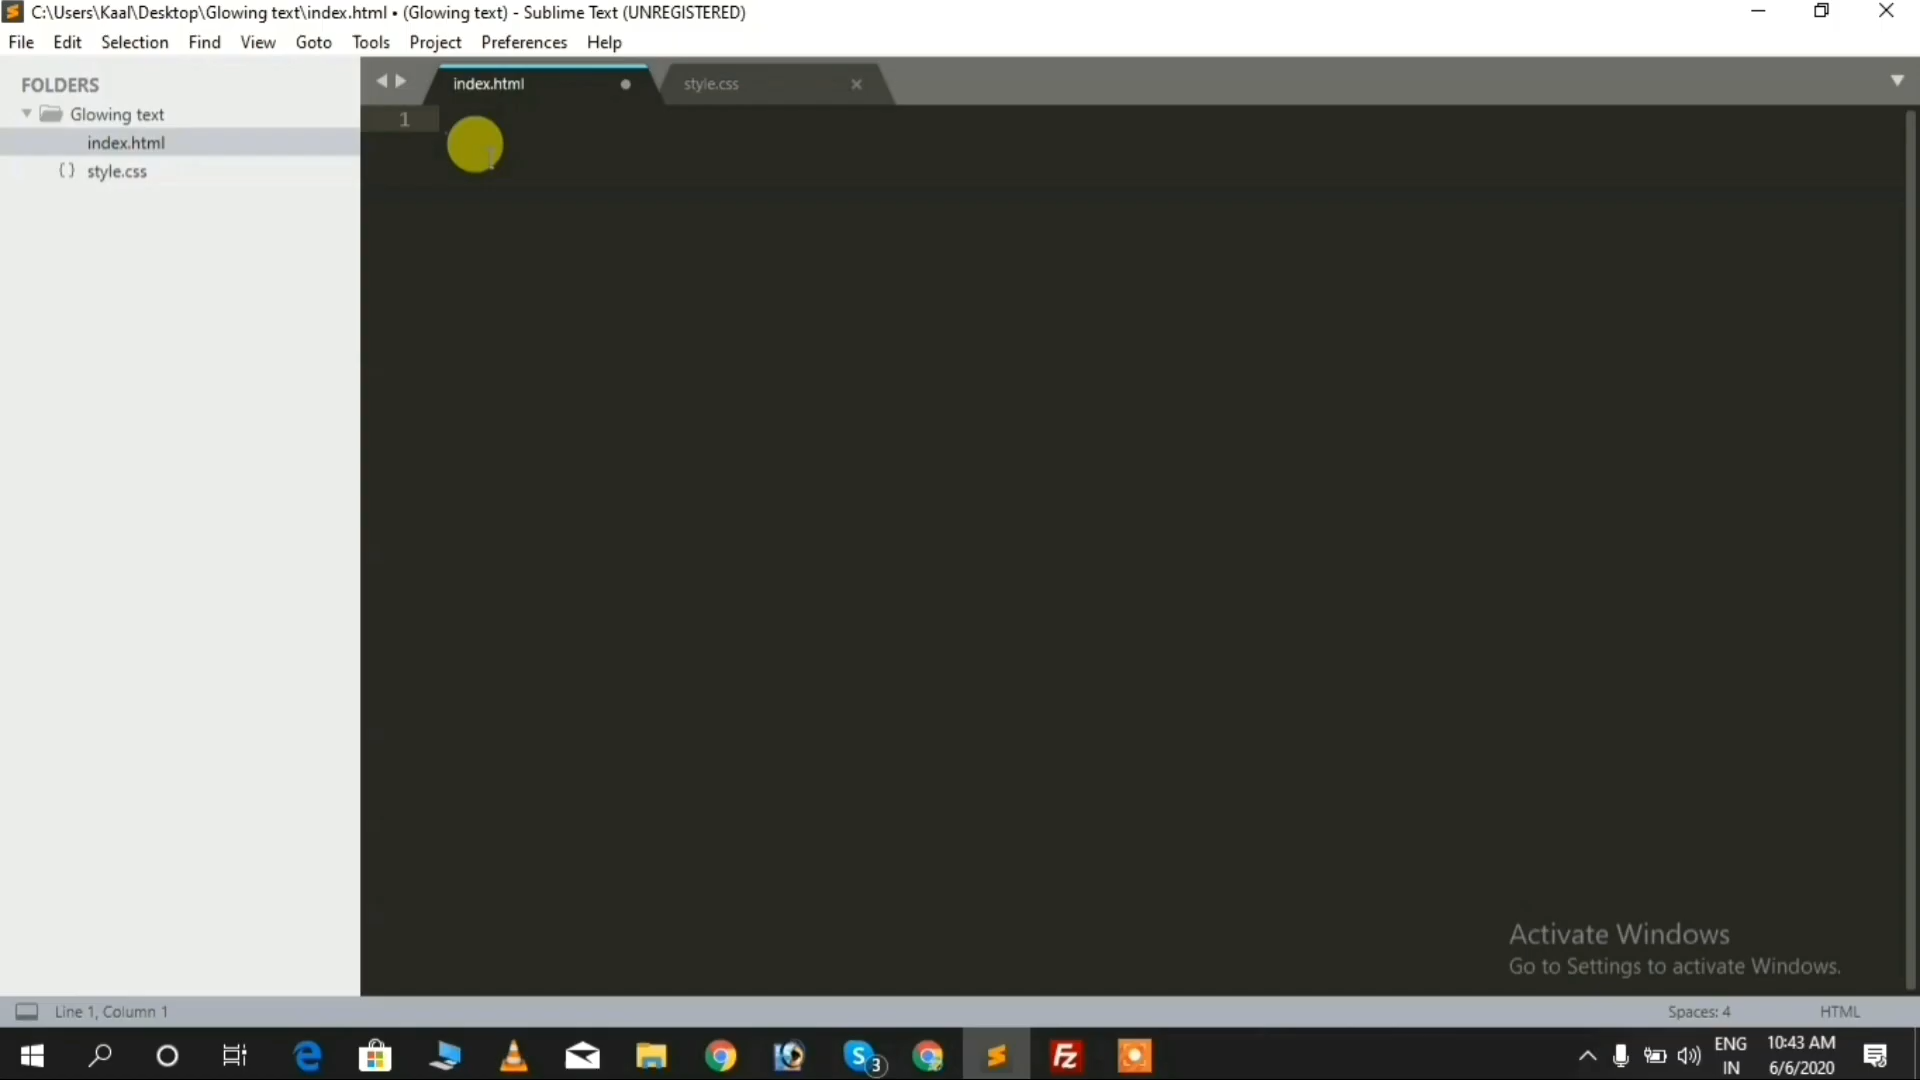 C:\Users\Kaal\Desktop\Glowing text\index.html • (Glowing text) - Sublime Text (UNREGISTERED)
File Edit Selection Find View Goto Tools Project Preferences Help
FOLDERS
Glowing text
index.html
{} style.css
index.html
style.css
1
Activate Windows
Go to Settings to activate Windows.
Line 1, Column 1
Spaces: 4
HTML
3
ENG
IN
10:43 AM
6/6/2020